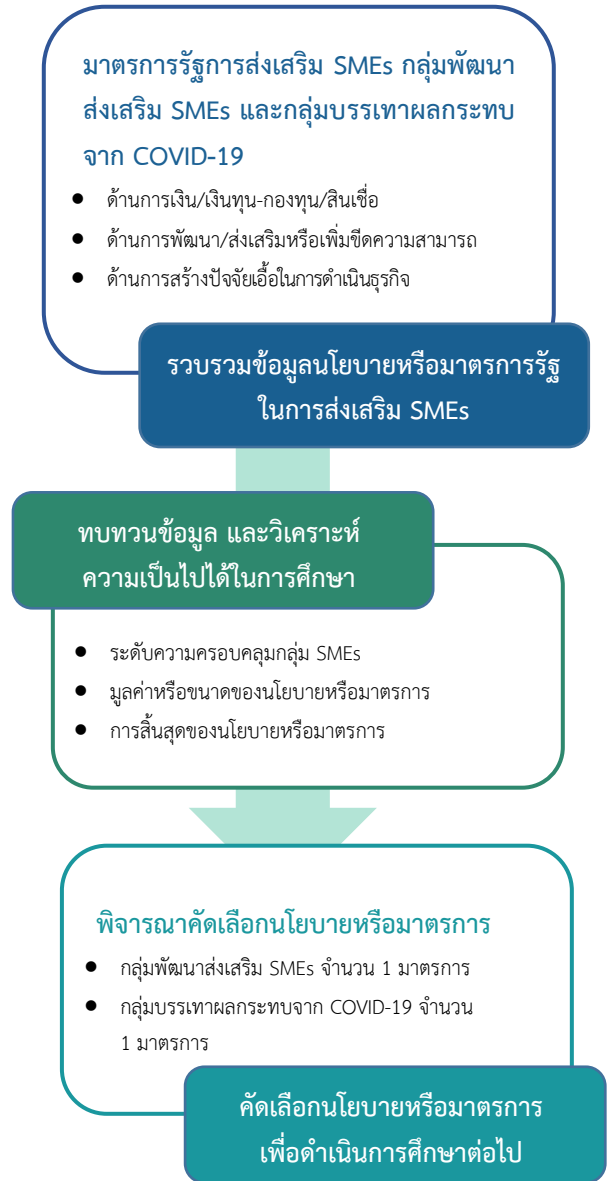 มาตรการรัฐการส่งเสริม SMEs กลุ่มพัฒนา
ส่งเสริม SMEs และกลุ่มบรรเทาผลกระทบ
จาก COVID-19
● ด้านการเงิน/เงินทุน-กองทุน/สินเชื่อ
● ด้านการพัฒนา/ส่งเสริมหรือเพิ่มขีดความสามารถ
● ด้านการสร้างปัจจัยเอื้อในการดำเนินธุรกิจ
รวบรวมข้อมูลนโยบายหรือมาตรการรัฐ
ในการส่งเสริม SMEs
ทบทวนข้อมูล และวิเคราะห์
ความเป็นไปได้ในการศึกษา
● ระดับความครอบคลุมกลุ่ม SMEs
● มูลค่าหรือขนาดของนโยบายหรือมาตรการ
● การสิ้นสุดของนโยบายหรือมาตรการ
พิจารณาคัดเลือกนโยบายหรือมาตรการ
● กลุ่มพัฒนาส่งเสริม SMEs จำนวน 1 มาตรการ
● กลุ่มบรรเทาผลกระทบจาก COVID-19 จำนวน
1 มาตรการ
คัดเลือกนโยบายหรือมาตรการ
เพื่อดำเนินการศึกษาต่อไป